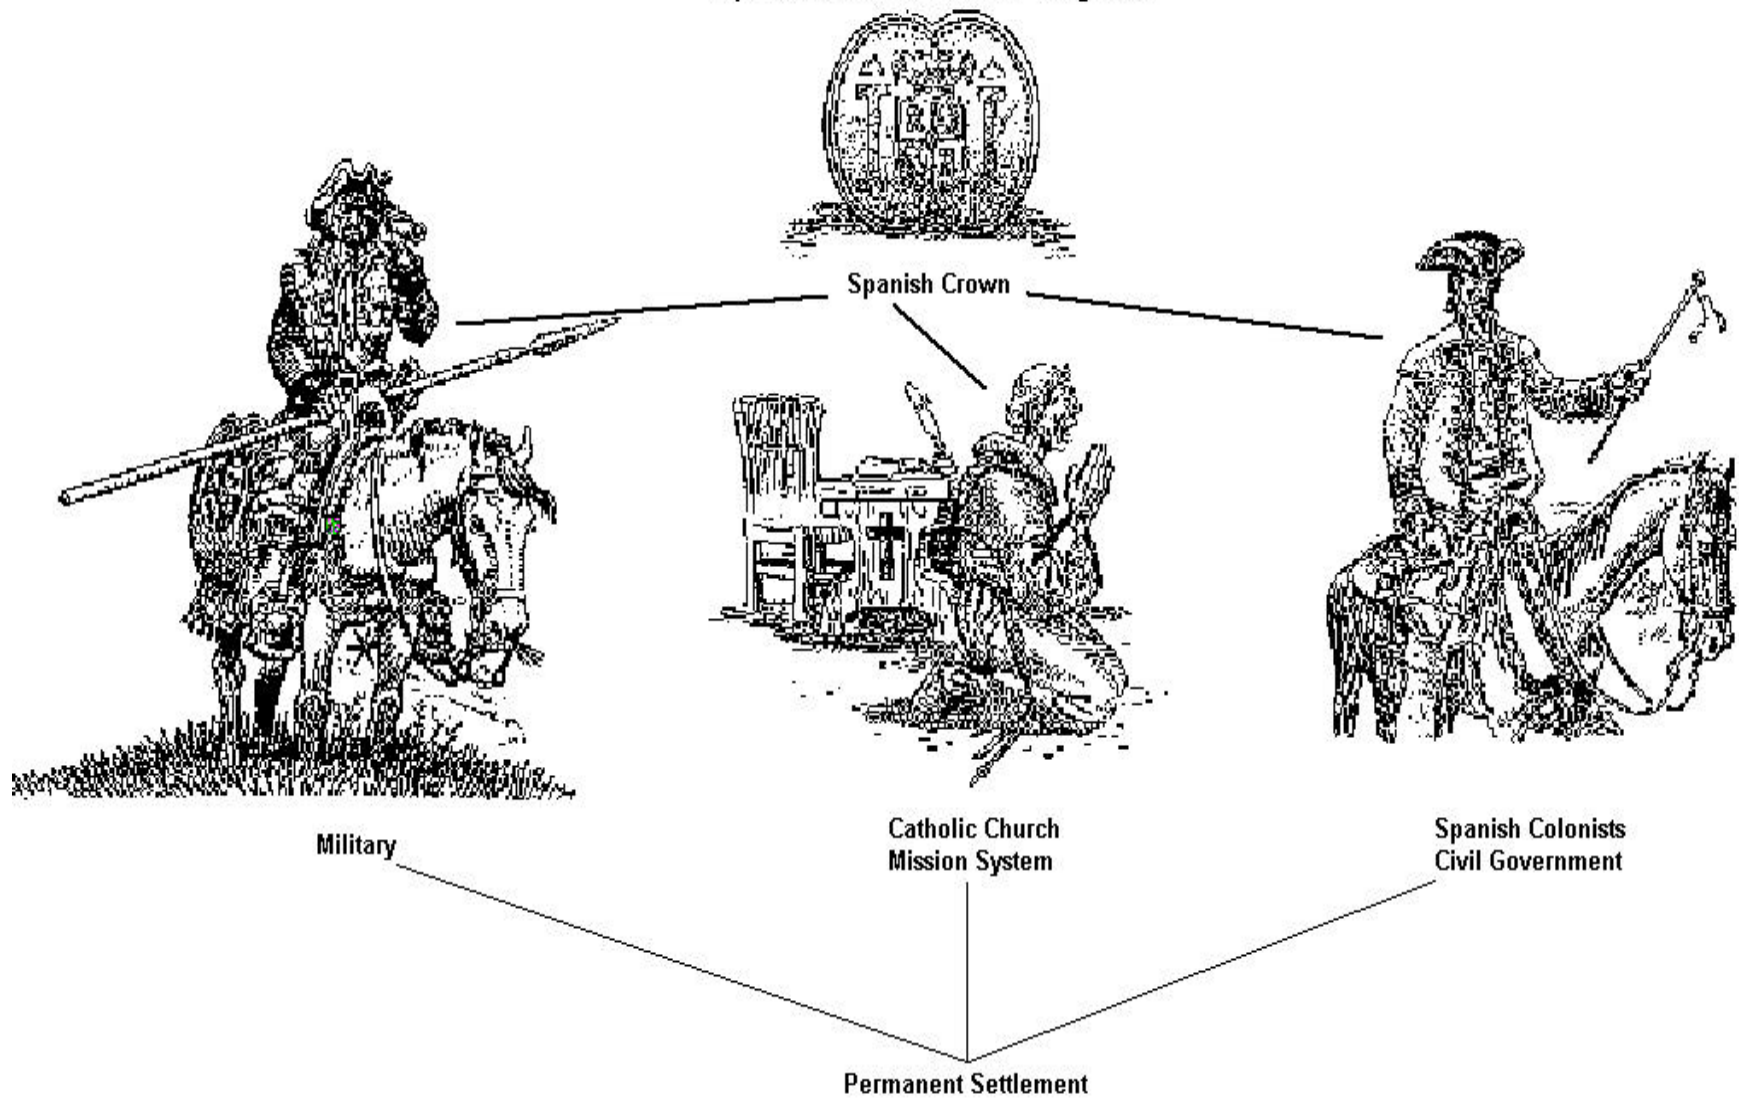 Spanish Crown
Military
Catholic Church
Mission System
Spanish Colonists
Civil Government
Permanent Settlement